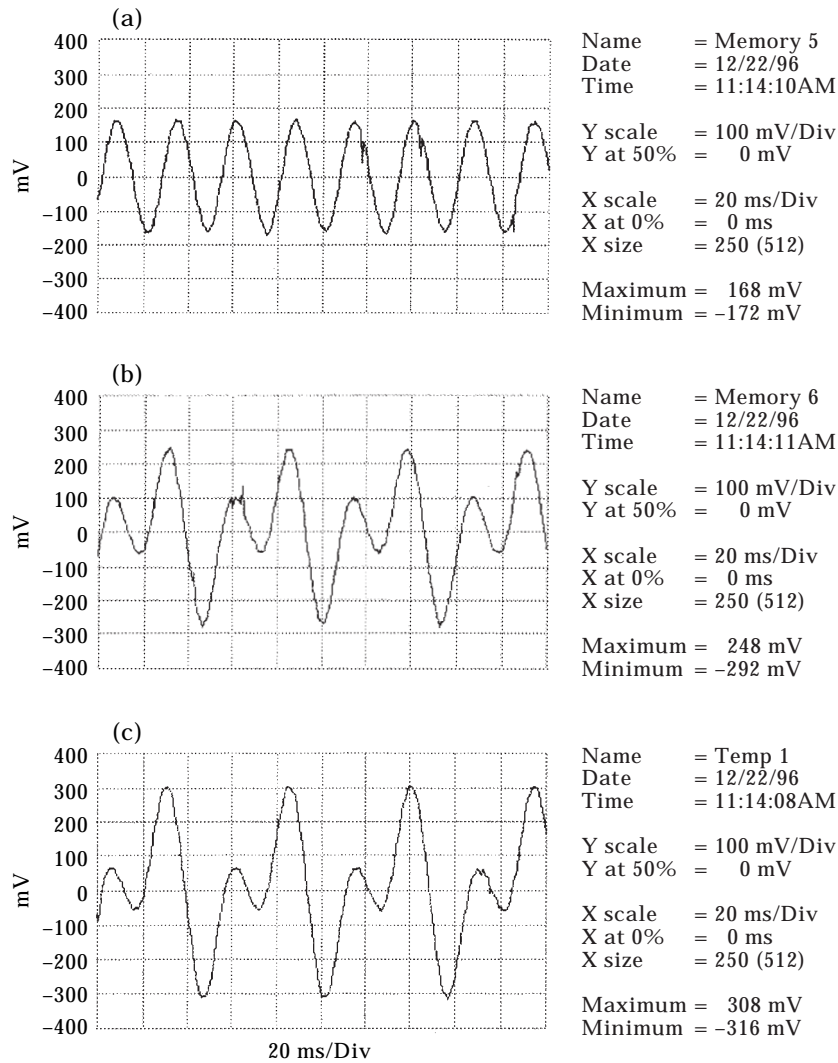 (a)
400
300
200
100
0
−100
−200
−300
−400
mV
Name = Memory 5
Date = 12/22/96
Time = 11:14:10AM
Y scale = 100 mV/Div
Y at 50% = 0 mV
X scale = 20 ms/Div
X at 0% = 0 ms
X size = 250 (512)
Maximum = 168 mV
Minimum = –172 mV
(b)
400
300
200
100
0
−100
−200
−300
−400
mV
Name = Memory 6
Date = 12/22/96
Time = 11:14:11AM
Y scale = 100 mV/Div
Y at 50% = 0 mV
X scale = 20 ms/Div
X at 0% = 0 ms
X size = 250 (512)
Maximum = 248 mV
Minimum = –292 mV
(c)
400
300
200
100
0
−100
−200
−300
−400
mV
Name = Temp 1
Date = 12/22/96
Time = 11:14:08AM
Y scale = 100 mV/Div
Y at 50% = 0 mV
X scale = 20 ms/Div
X at 0% = 0 ms
X size = 250 (512)
Maximum = 308 mV
Minimum = –316 mV
20 ms/Div